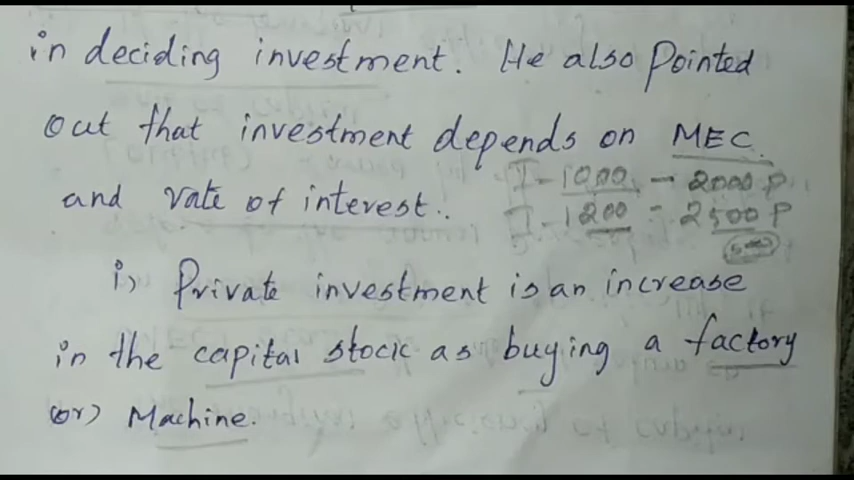 in deciding investment. He also Pointed
out that investment depends on MEC.
I - 1000 - 2000 P
and rate of interest..
I - 1200 - 2500 P
500
i) Private investment is an increase
in the capital stock as buying a factory
(or) Machine.